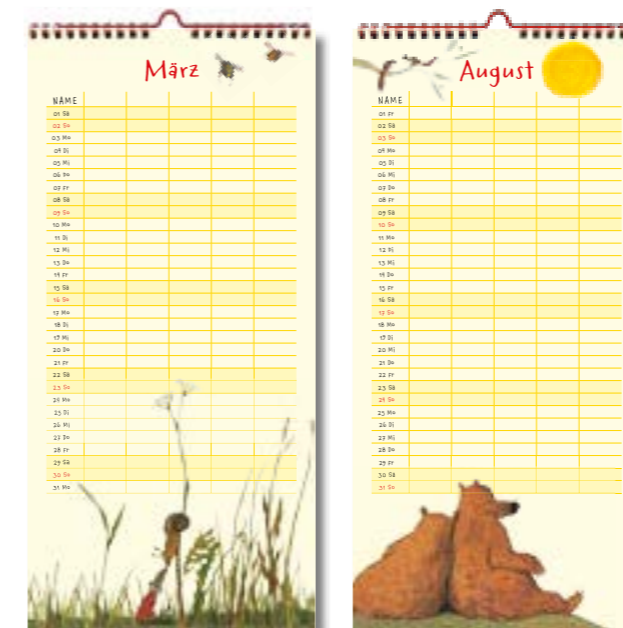 März
NAME
01 Sa
02 So
03 Mo
04 Di
05 Mi
06 Do
07 Fr
08 Sa
09 So
10 Mo
11 Di
12 Mi
13 Do
14 Fr
15 Sa
16 So
17 Mo
18 Di
19 Mi
20 Do
21 Fr
22 Sa
23 So
24 Mo
25 Di
26 Mi
27 Do
28 Fr
29 Sa
30 So
31 Mo
August
NAME
01 Fr
02 Sa
03 So
04 Mo
05 Di
06 Mi
07 Do
08 Fr
09 Sa
10 So
11 Mo
12 Di
13 Mi
14 Do
15 Fr
16 Sa
17 So
18 Mo
19 Di
20 Mi
21 Do
22 Fr
23 Sa
24 So
25 Mo
26 Di
27 Mi
28 Do
29 Fr
30 Sa
31 So